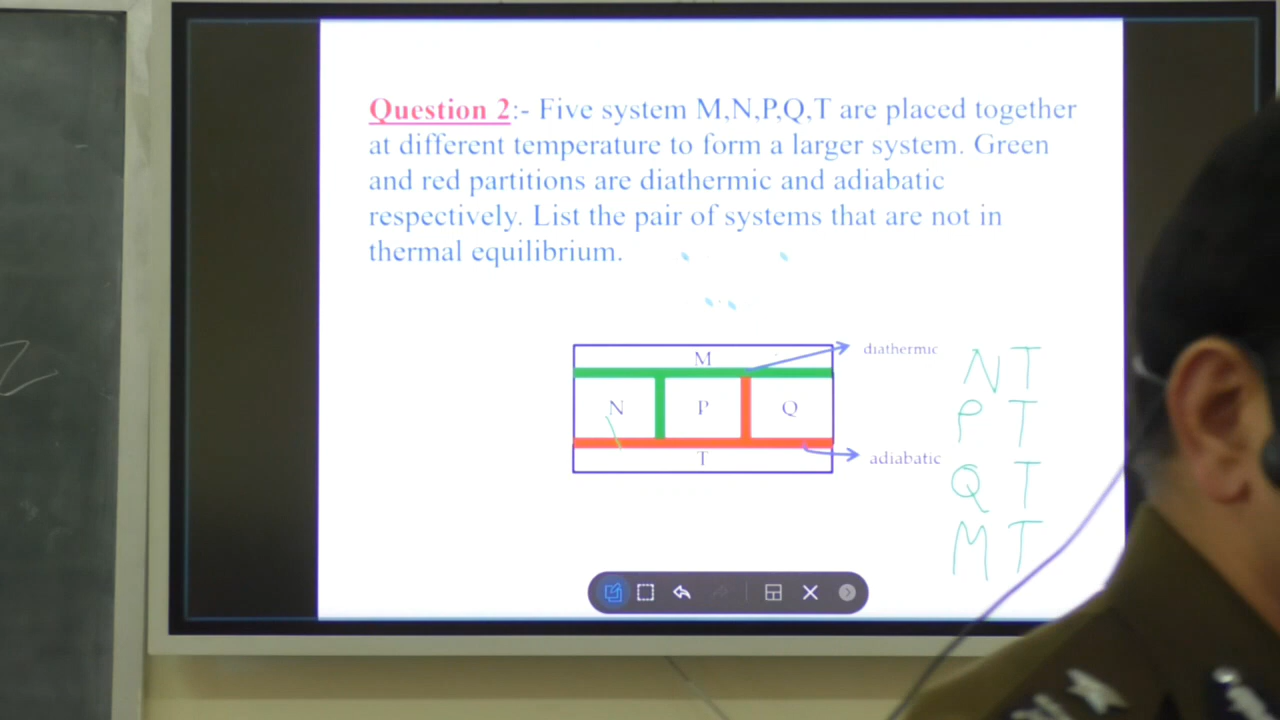 Question 2:- Five system M,N,P,Q,T are placed together
at different temperature to form a larger system. Green
and red partitions are diathermic and adiabatic
respectively. List the pair of systems that are not in
thermal equilibrium.
M
diathermic
N P Q
T
adiabatic
N T
P T
Q T
M T